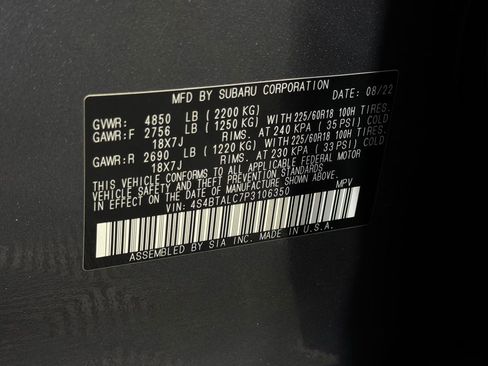 MFD BY SUBARU CORPORATION DATE: 08/22
GVWR: 4850 LB ( 2200 KG)
GAWR:F 2756 LB ( 1250 KG) WITH 225/60R18 100H TIRES.
18X7J RIMS. AT 240 KPA ( 35 PSI) COLD
GAWR:R 2690 LB ( 1220 KG) WITH 225/60R18 100H TIRES.
18X7J RIMS. AT 230 KPA ( 33 PSI) COLD
THIS VEHICLE CONFORMS TO ALL APPLICABLE FEDERAL MOTOR
VEHICLE SAFETY AND THEFT PREVENTION STANDARDS IN
EFFECT ON THE DATE OF MANUFACTURE SHOWN ABOVE.
VIN: 4S4BTALC7P3106350 MPV
ASSEMBLED BY SIA INC. MADE IN U.S.A.